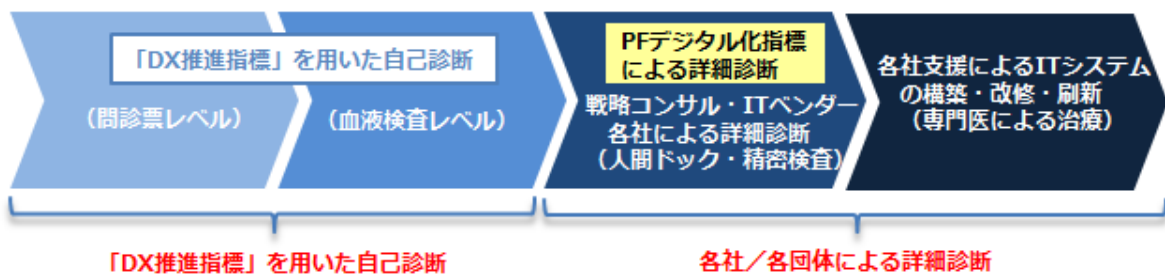 「DX推進指標」を用いた自己診断
（問診票レベル）
（血液検査レベル）
PFデジタル化指標
による詳細診断
戦略コンサル・ITベンダー
各社による詳細診断
（人間ドック・精密検査）
各社支援によるITシステム
の構築・改修・刷新
（専門医による治療）
「DX推進指標」を用いた自己診断
各社／各団体による詳細診断